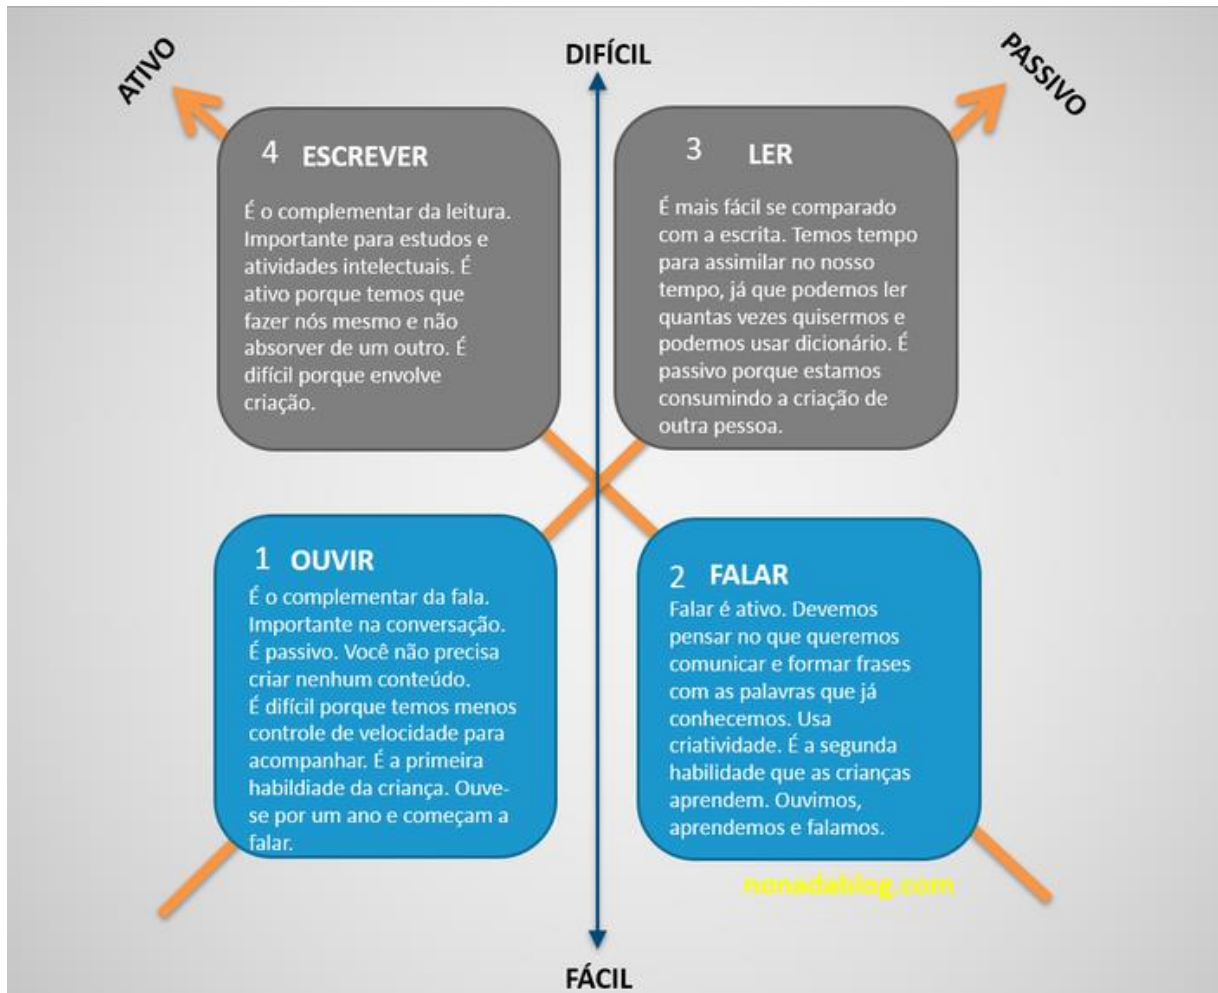 ATIVO
DIFÍCIL
PASSIVO
4 ESCREVER
É o complementar da leitura.
Importante para estudos e
atividades intelectuais. É
ativo porque temos que
fazer nós mesmo e não
absorver de um outro. É
difícil porque envolve
criação.
3 LER
É mais fácil se comparado
com a escrita. Temos tempo
para assimilar no nosso
tempo, já que podemos ler
quantas vezes quisermos e
podemos usar dicionário. É
passivo porque estamos
consumindo a criação de
outra pessoa.
1 OUVIR
É o complementar da fala.
Importante na conversação.
É passivo. Você não precisa
criar nenhum conteúdo.
É difícil porque temos menos
controle de velocidade para
acompanhar. É a primeira
habildiade da criança. Ouve-
se por um ano e começam a
falar.
2 FALAR
Falar é ativo. Devemos
pensar no que queremos
comunicar e formar frases
com as palavras que já
conhecemos. Usa
criatividade. É a segunda
habilidade que as crianças
aprendem. Ouvimos,
aprendemos e falamos.
nonadablog.com
FÁCIL